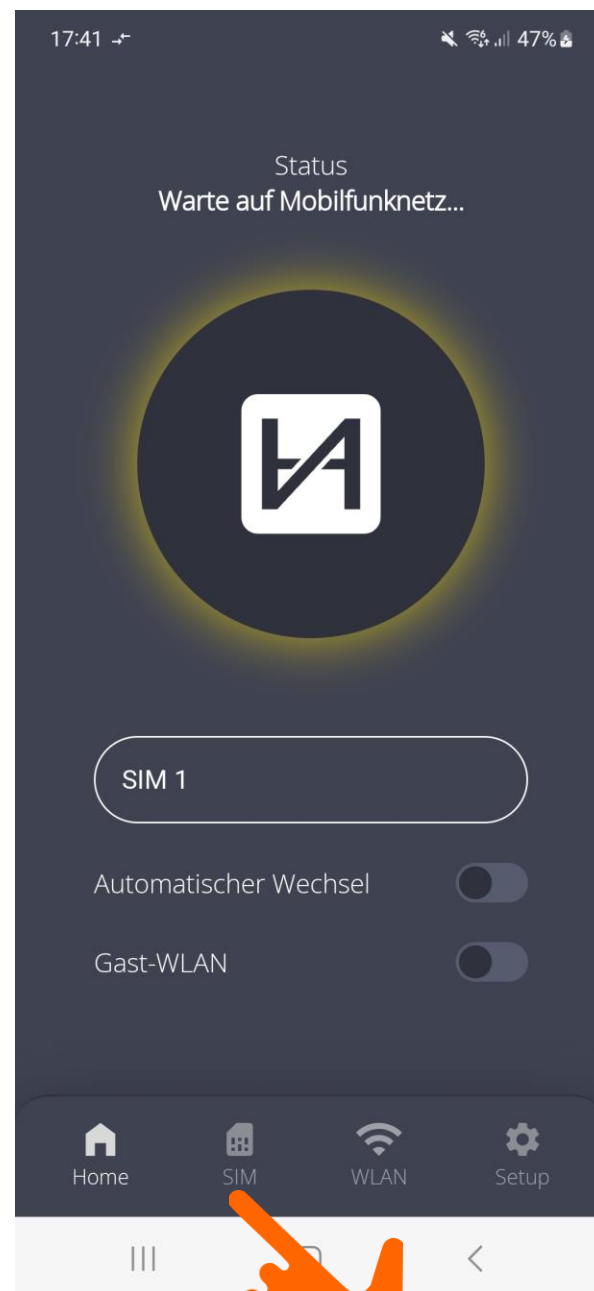 17:41 47%
Status
Warte auf Mobilfunknetz...
SIM 1
Automatischer Wechsel
Gast-WLAN
Home SIM WLAN Setup